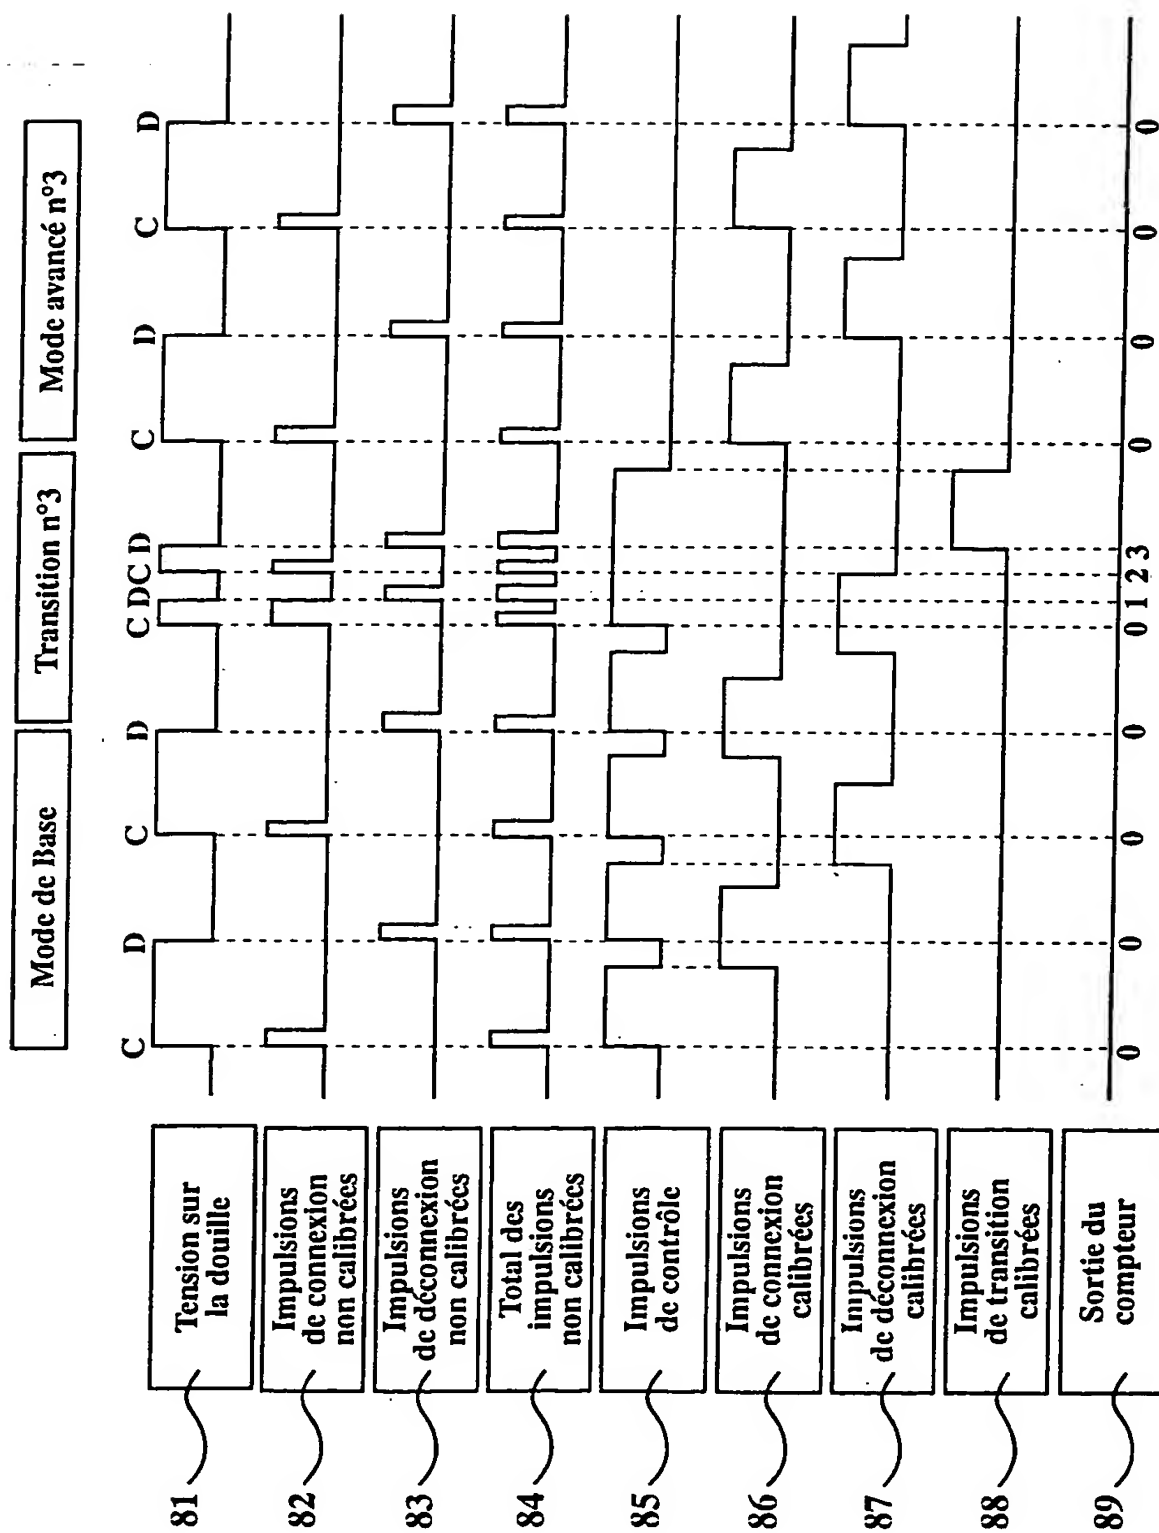 Mode de Base
Transition n°3
Mode avancé n°3
C D C D C D C D C D C D
81
Tension sur
la douille
82
Impulsions
de connexion
non calibrées
83
Impulsions
de déconnexion
non calibrées
84
Total des
impulsions
non calibrées
85
Impulsions
de contrôle
86
Impulsions
de connexion
calibrées
87
Impulsions
de déconnexion
calibrées
88
Impulsions
de transition
calibrées
89
Sortie du
compteur
0 0 0 0 0 1 2 3 0 0 0 0